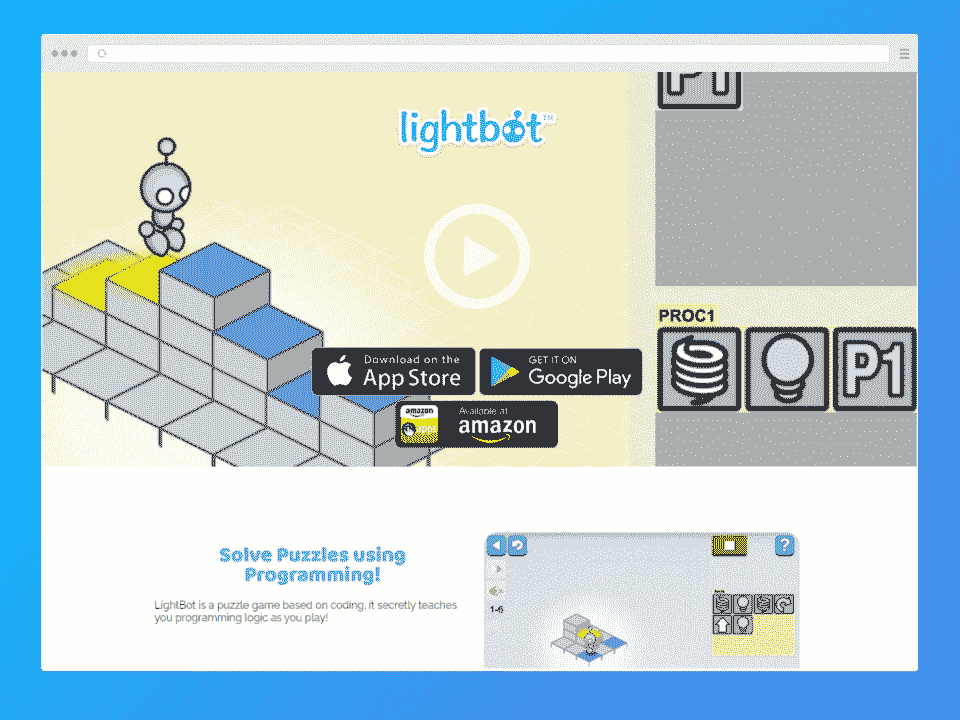 P1
lightbot™
PROC1
P1
Download on the
App Store
GET IT ON
Google Play
amazon
apps
Available at
amazon
Solve Puzzles using
Programming!
LightBot is a puzzle game based on coding; it secretly teaches
you programming logic as you play!
?
1-6